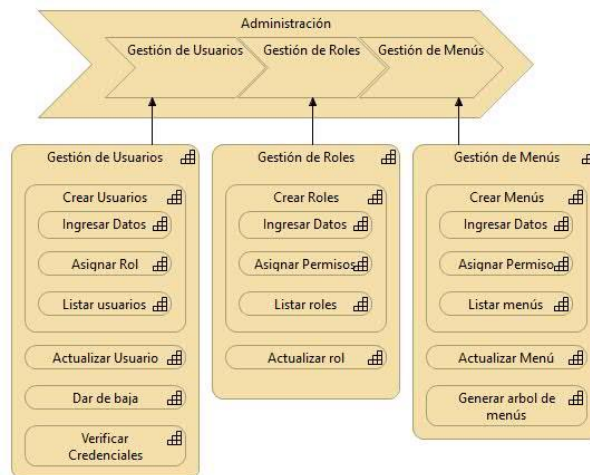 Administración
Gestión de Usuarios
Gestión de Roles
Gestión de Menús
Gestión de Usuarios
Crear Usuarios
Ingresar Datos
Asignar Rol
Listar usuarios
Actualizar Usuario
Dar de baja
Verificar
Credenciales
Gestión de Roles
Crear Roles
Ingresar Datos
Asignar Permisos
Listar roles
Actualizar rol
Gestión de Menús
Crear Menús
Ingresar Datos
Asignar Permiso
Listar menús
Actualizar Menú
Generar arbol de
menús